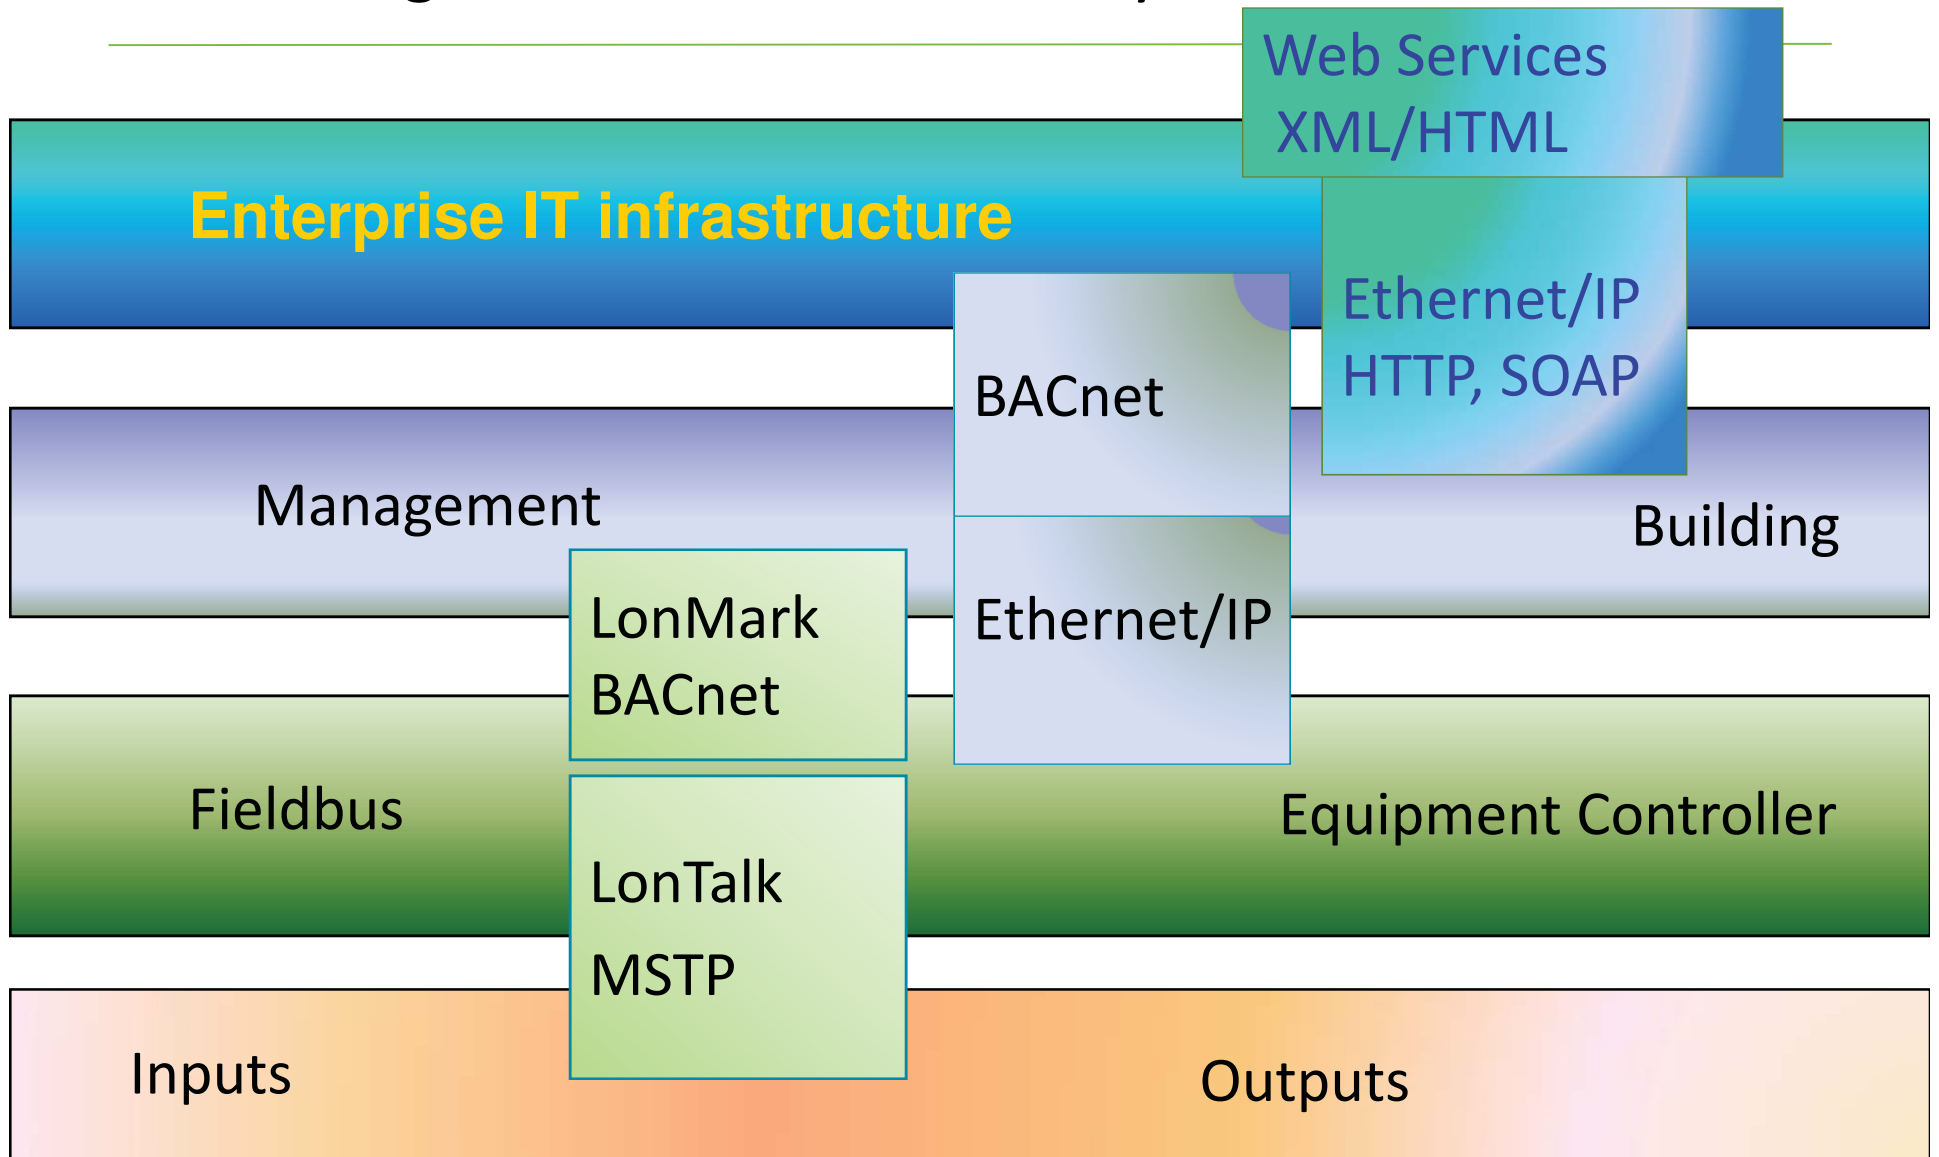 Web Services
XML/HTML
Enterprise IT infrastructure
Ethernet/IP
HTTP, SOAP
BACnet
Management
Building
LonMark
BACnet
Ethernet/IP
Fieldbus
Equipment Controller
LonTalk
MSTP
Inputs
Outputs